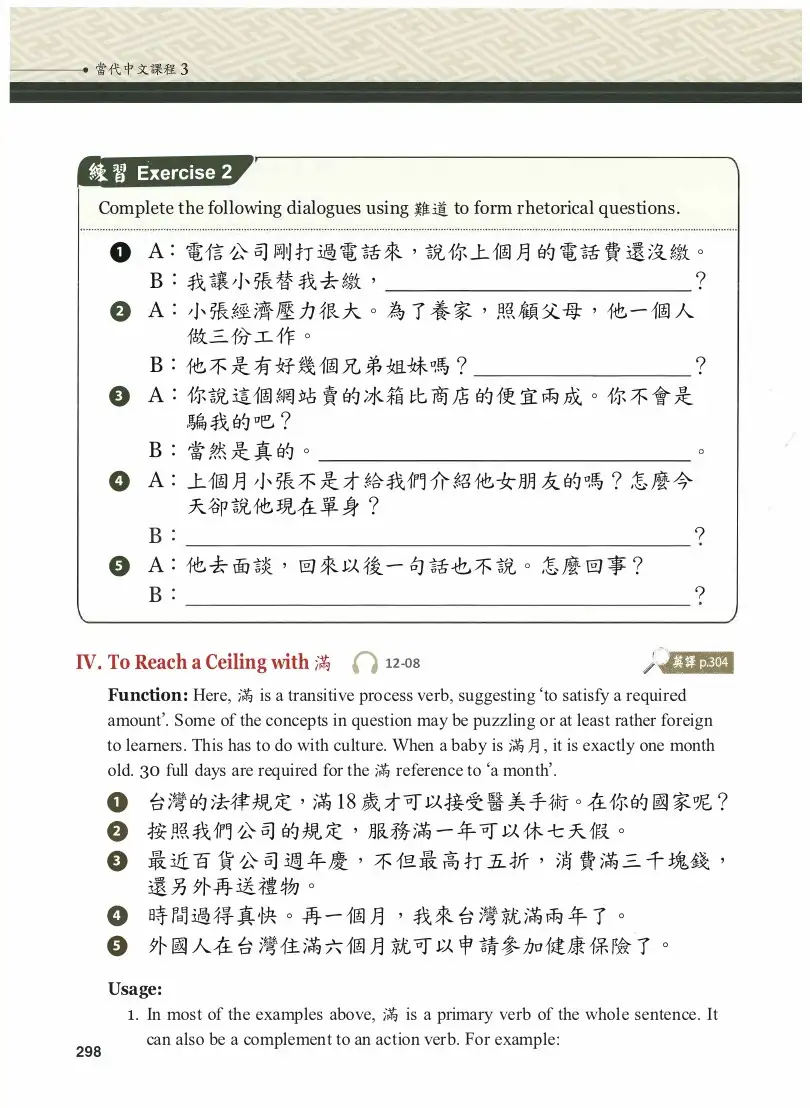 當代中文課程 3
練習 Exercise 2
Complete the following dialogues using 難道 to form rhetorical questions.
1 A：電信公司剛打過電話來，說你上個月的電話費還沒繳。
B：我讓小張替我去繳，______________________________？
2 A：小張經濟壓力很大。為了養家，照顧父母，他一個人
做三份工作。
B：他不是有好幾個兄弟姐妹嗎？______________________？
3 A：你說這個網站賣的冰箱比商店的便宜兩成。你不會是
騙我的吧？
B：當然是真的。______________________________________。
4 A：上個月小張不是才給我們介紹他女朋友的嗎？怎麼今
天卻說他現在單身？
B：__________________________________________________？
5 A：他去面談，回來以後一句話也不說。怎麼回事？
B：__________________________________________________？
IV. To Reach a Ceiling with 滿 12-08 英譯 p.304
Function: Here, 滿 is a transitive process verb, suggesting ‘to satisfy a required
amount’. Some of the concepts in question may be puzzling or at least rather foreign
to learners. This has to do with culture. When a baby is 滿月, it is exactly one month
old. 30 full days are required for the 滿 reference to ‘a month’.
1 台灣的法律規定，滿 18 歲才可以接受醫美手術。在你的國家呢？
2 按照我們公司的規定，服務滿一年可以休七天假。
3 最近百貨公司週年慶，不但最高打五折，消費滿三千塊錢，
還另外再送禮物。
4 時間過得真快。再一個月，我來台灣就滿兩年了。
5 外國人在台灣住滿六個月就可以申請參加健康保險了。
Usage:
1. In most of the examples above, 滿 is a primary verb of the whole sentence. It
can also be a complement to an action verb. For example:
298